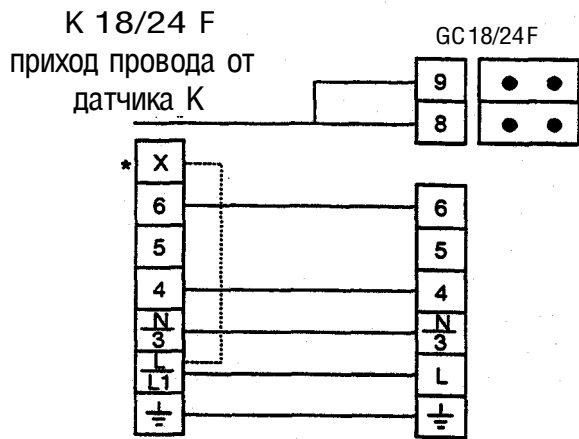 K 18/24 F
приход провода от
датчика K
GC18/24F
9
8
* X
6
5
4
N
3
L
L1
6
5
4
N
3
L